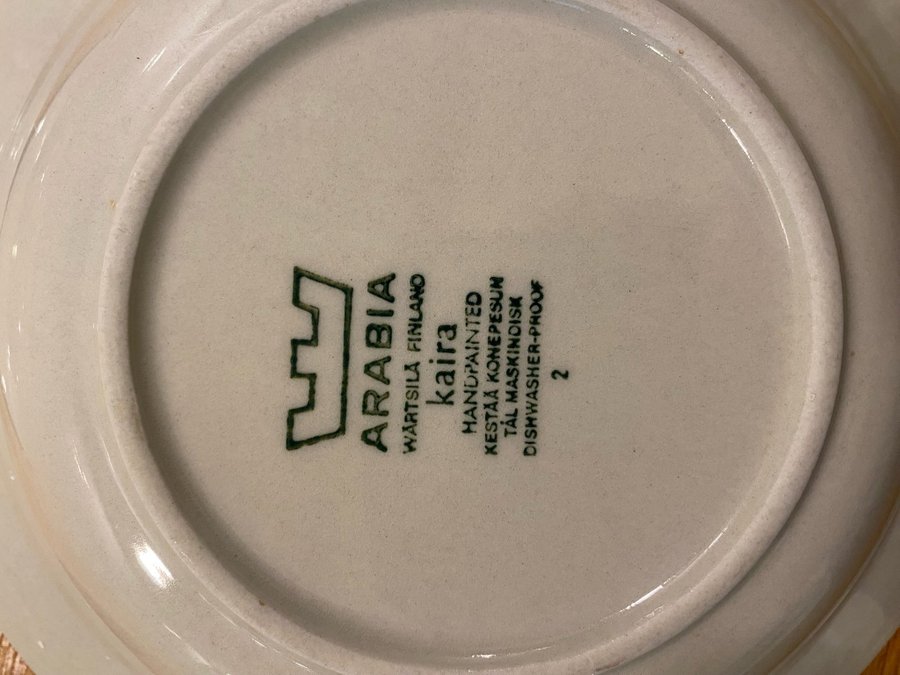 ARABIA
WÄRTSILÄ FINLAND
kaira
HANDPAINTED
KESTÄÄ KONEPESUN
TÅL MASKINDISK
DISHWASHER-PROOF
2